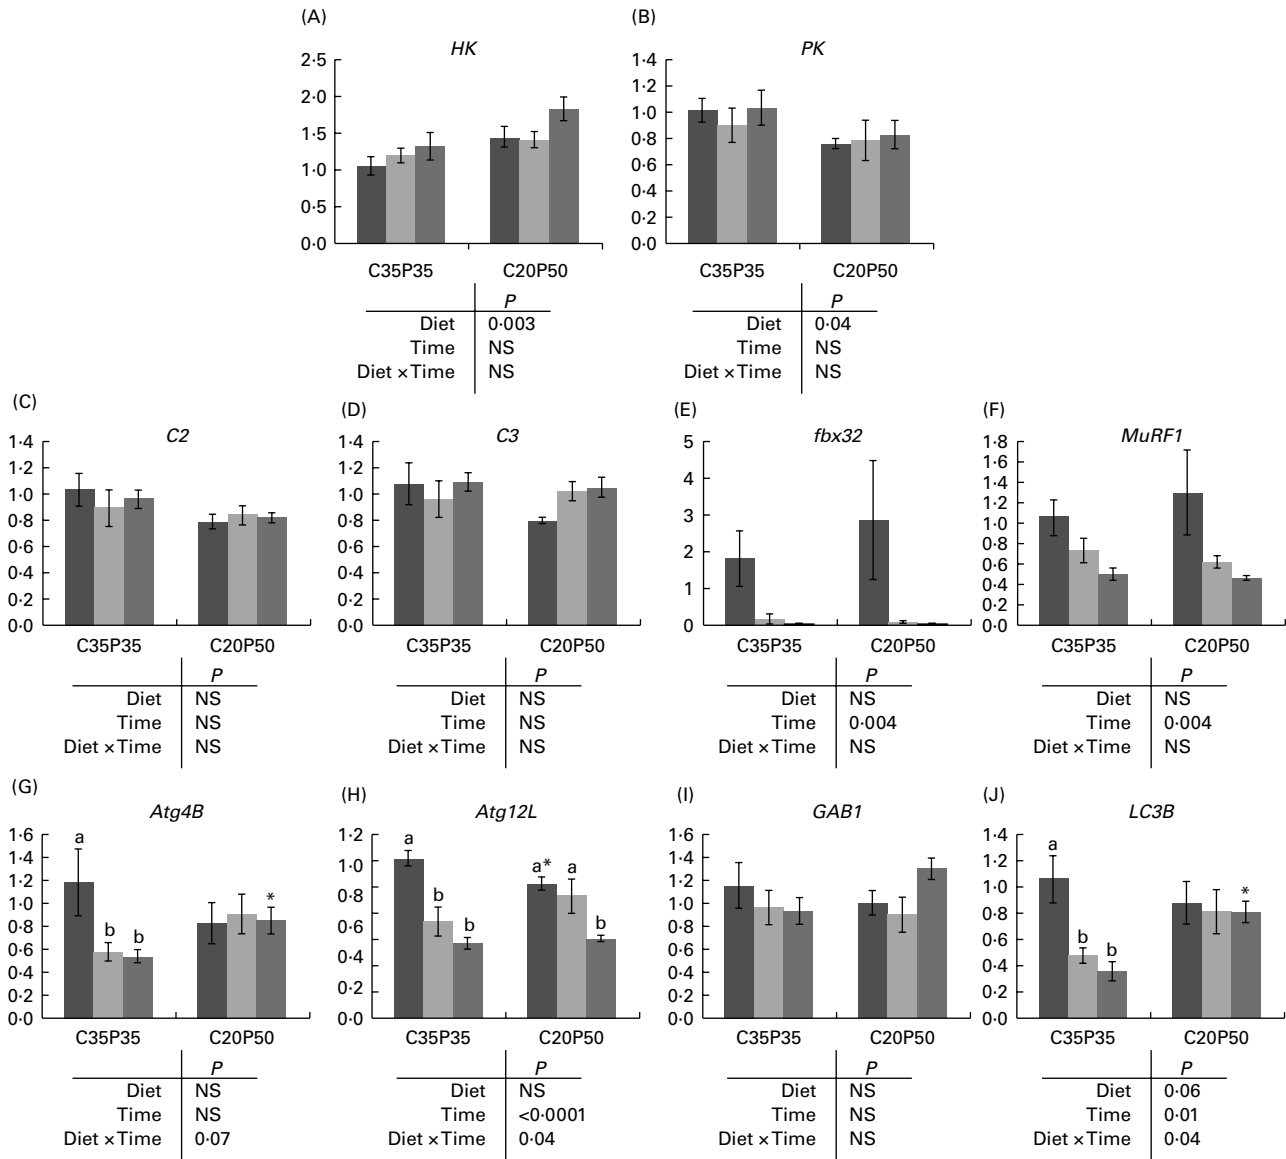 (A)
HK
2·5
2·0
1·5
1·0
0·5
0·0
C35P35 C20P50
P
Diet 0·003
Time NS
Diet ×Time NS
(B)
PK
1·4
1·2
1·0
0·8
0·6
0·4
0·2
0·0
C35P35 C20P50
P
Diet 0·04
Time NS
Diet ×Time NS
(C)
C2
1·4
1·2
1·0
0·8
0·6
0·4
0·2
0·0
C35P35 C20P50
P
Diet NS
Time NS
Diet ×Time NS
(D)
C3
1·4
1·2
1·0
0·8
0·6
0·4
0·2
0·0
C35P35 C20P50
P
Diet NS
Time NS
Diet ×Time NS
(E)
fbx32
5
4
3
2
1
0
C35P35 C20P50
P
Diet NS
Time 0·004
Diet ×Time NS
(F)
MuRF1
1·8
1·6
1·4
1·2
1·0
0·8
0·6
0·4
0·2
0·0
C35P35 C20P50
P
Diet NS
Time 0·004
Diet ×Time NS
(G)
Atg4B
1·6
1·4
1·2
1·0
0·8
0·6
0·4
0·2
0·0
a
b b
*
C35P35 C20P50
P
Diet NS
Time NS
Diet ×Time 0·07
(H)
Atg12L
1·2
1·0
0·8
0·6
0·4
0·2
0·0
a
b
b
a* a
b
C35P35 C20P50
P
Diet NS
Time <0·0001
Diet ×Time 0·04
(I)
GAB1
1·6
1·4
1·2
1·0
0·8
0·6
0·4
0·2
0·0
C35P35 C20P50
P
Diet NS
Time NS
Diet ×Time NS
(J)
LC3B
1·4
1·2
1·0
0·8
0·6
0·4
0·2
0·0
a
b b
*
C35P35 C20P50
P
Diet 0·06
Time 0·01
Diet ×Time 0·04